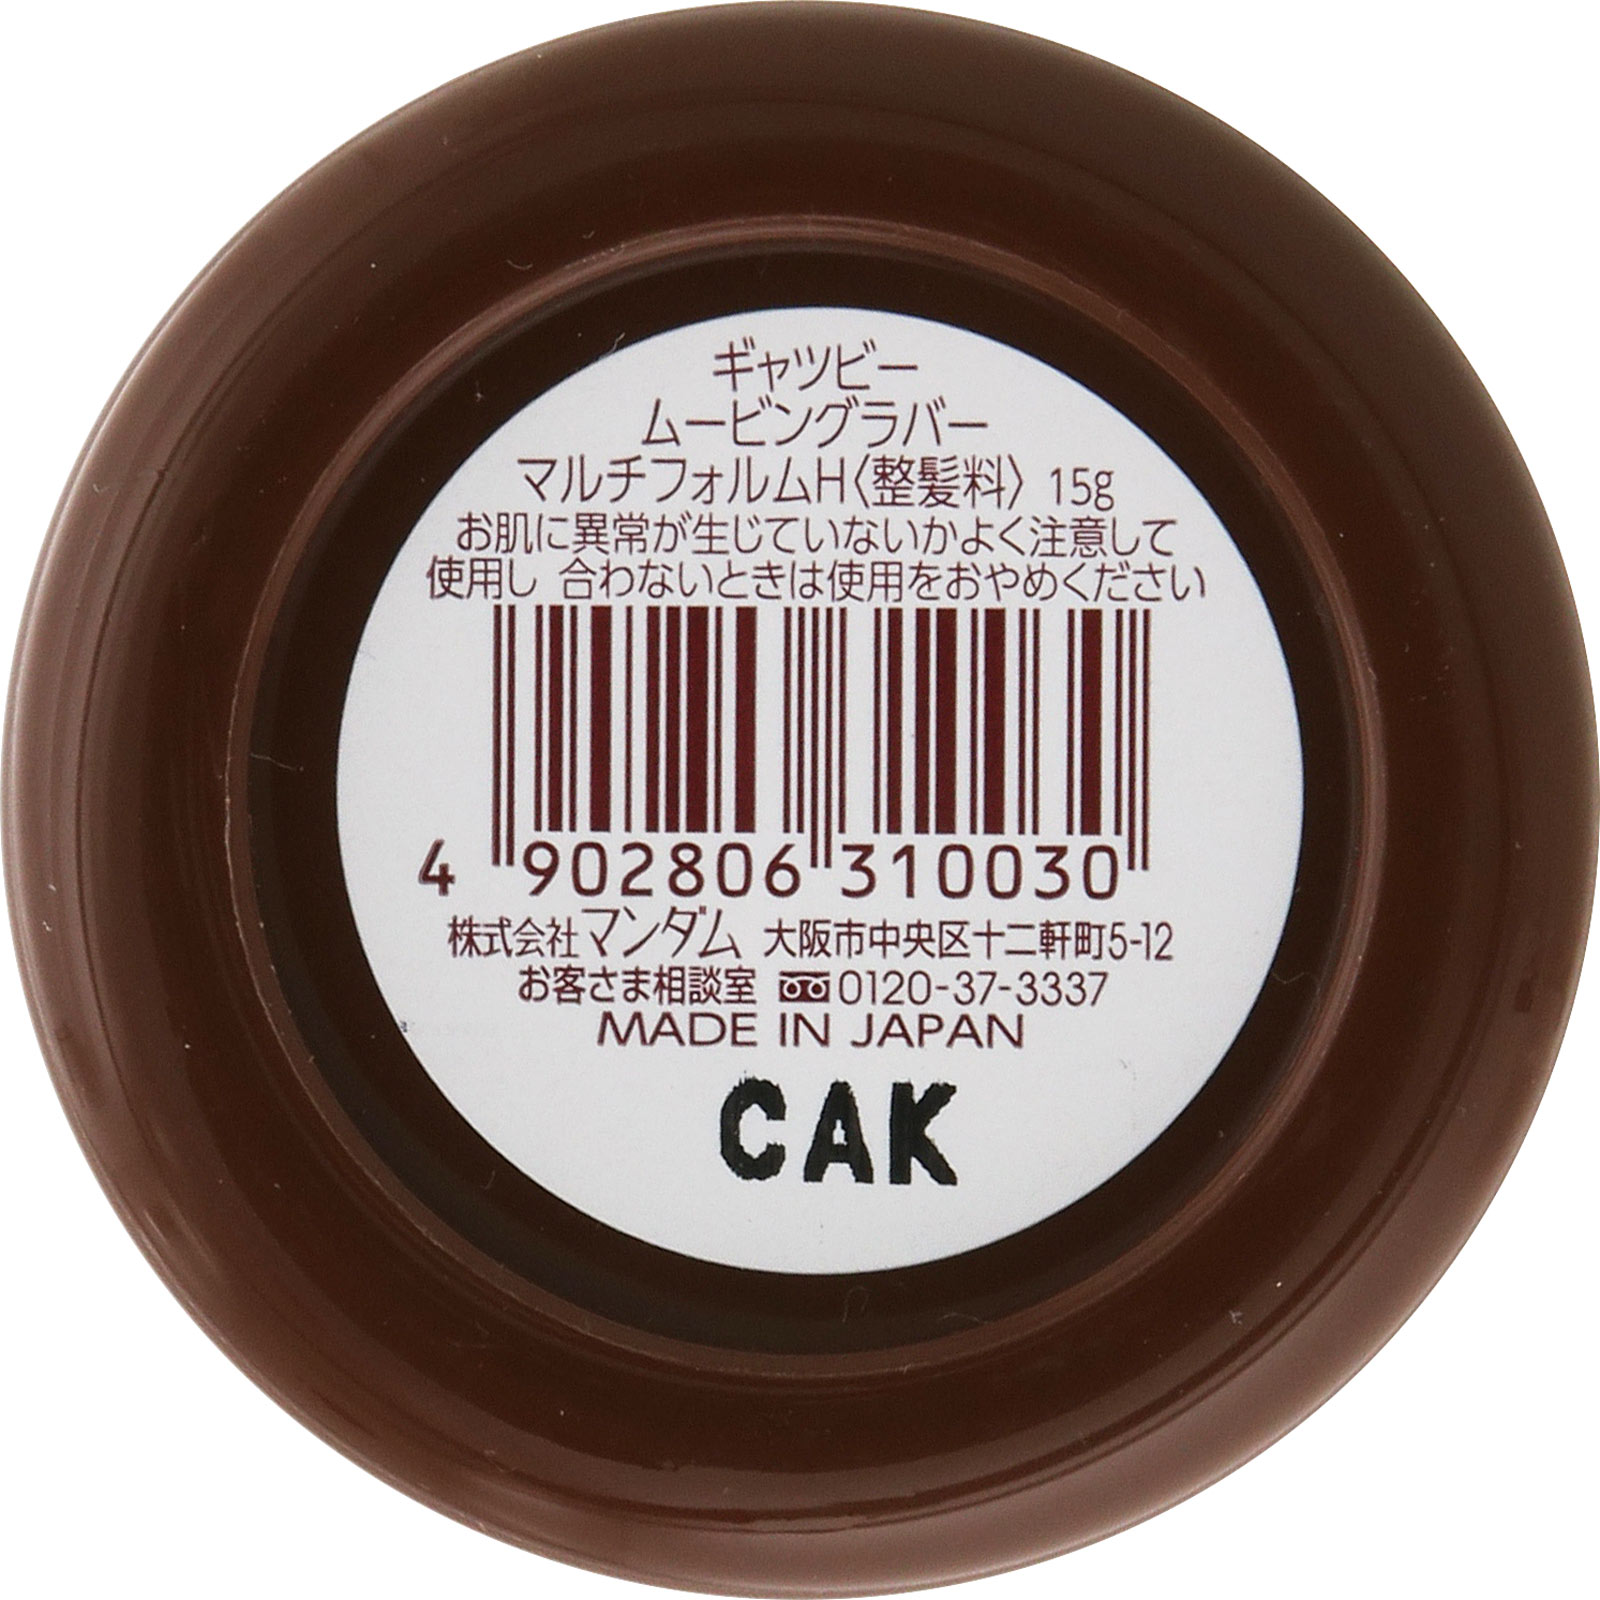 ギャツビー
ムービングラバー
マルチフォルムH〈整髪料〉 15g
お肌に異常が生じていないかよく注意して
使用し 合わないときは使用をおやめください
4 902806 310030
株式会社マンダム 大阪市中央区十二軒町5-12
お客さま相談室 0120-37-3337
MADE IN JAPAN
CAK